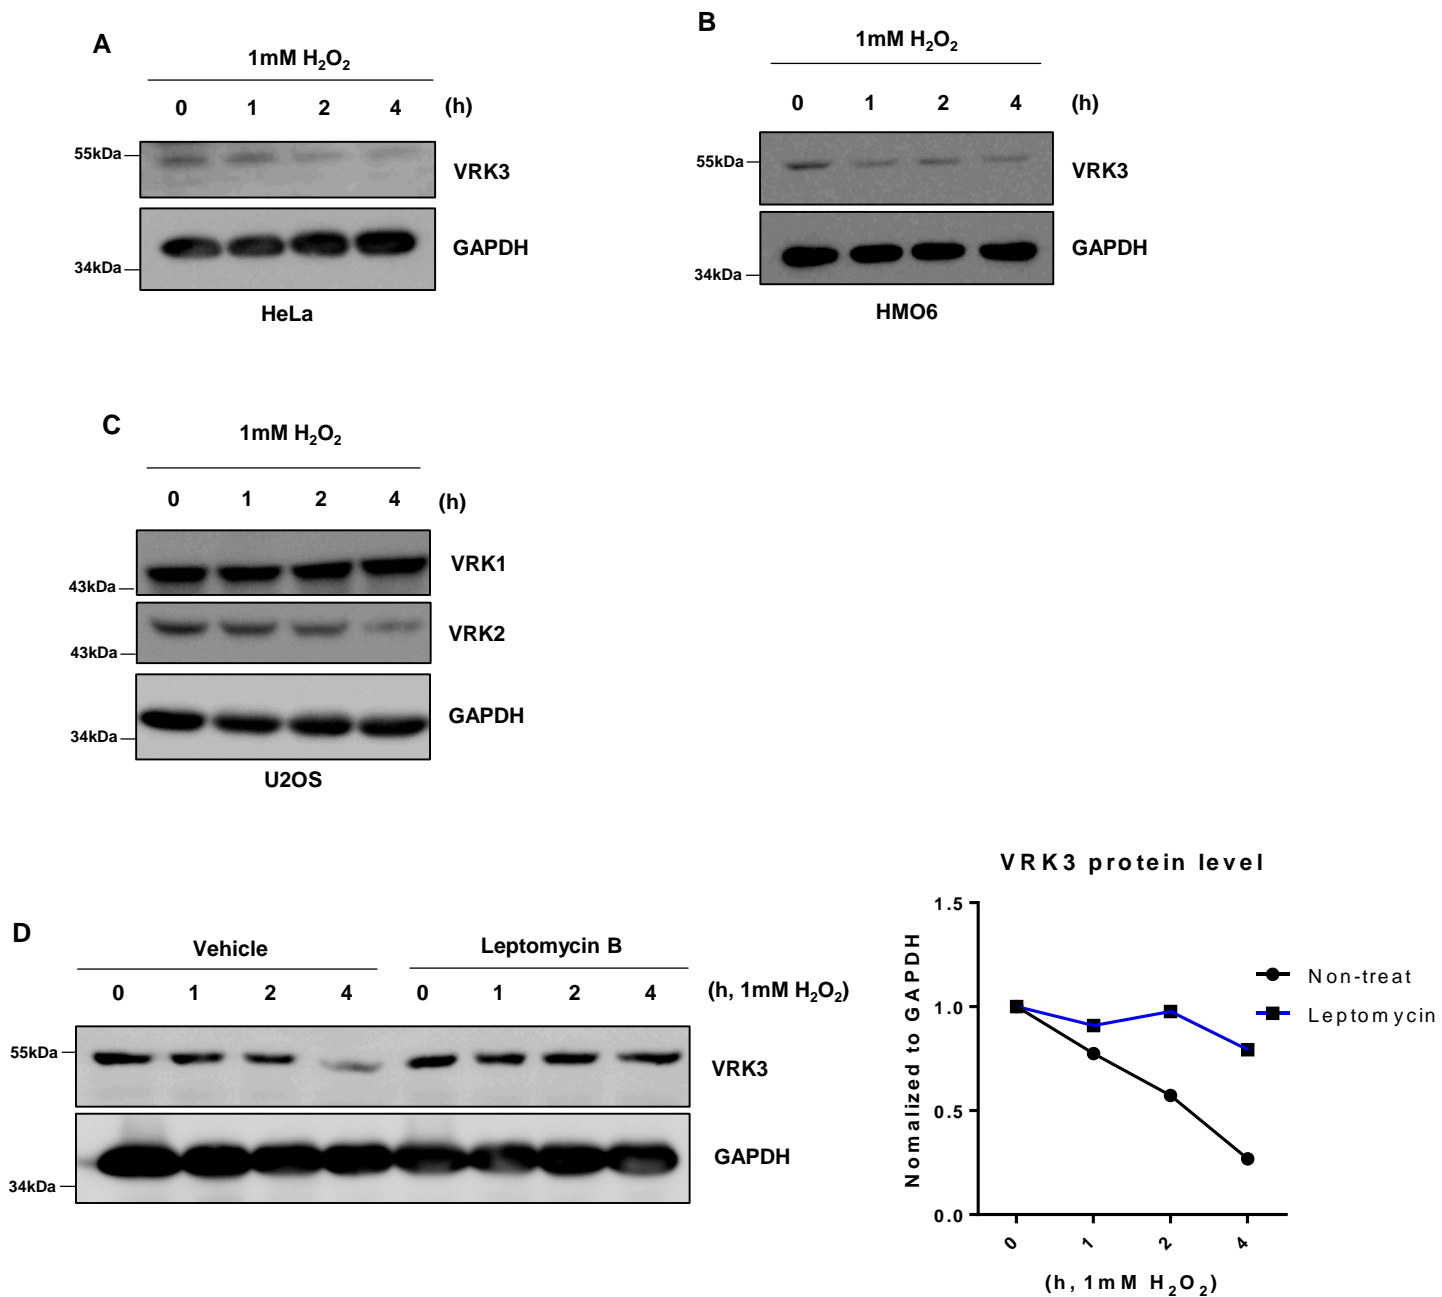 A
1mM H₂O₂
0 1 2 4 (h)
55kDa
VRK3
GAPDH
34kDa
HeLa
B
1mM H₂O₂
0 1 2 4 (h)
55kDa
VRK3
GAPDH
34kDa
HMO6
C
1mM H₂O₂
0 1 2 4 (h)
VRK1
43kDa
VRK2
43kDa
GAPDH
34kDa
U2OS
D
Vehicle Leptomycin B
0 1 2 4 0 1 2 4 (h, 1mM H₂O₂)
55kDa
VRK3
GAPDH
34kDa
VRK3 protein level
Nomalized to GAPDH
1.5
1.0
0.5
0.0
0 1 2 4
(h, 1mM H₂O₂)
Non-treat
Leptomycin